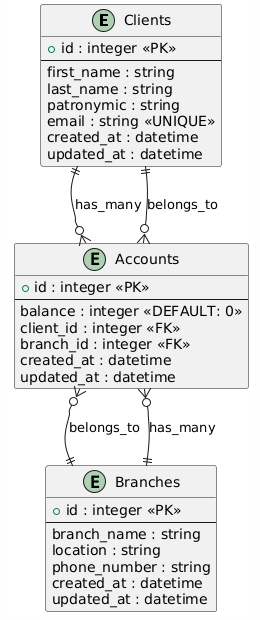 E Clients
id : integer «PK»
first_name : string
last_name : string
patronymic : string
email : string «UNIQUE»
created_at : datetime
updated_at : datetime
has_many belongs_to
E Accounts
id : integer «PK»
balance : integer «DEFAULT: 0»
client_id : integer «FK»
branch_id : integer «FK»
created_at : datetime
updated_at : datetime
belongs_to has_many
E Branches
id : integer «PK»
branch_name : string
location : string
phone_number : string
created_at : datetime
updated_at : datetime